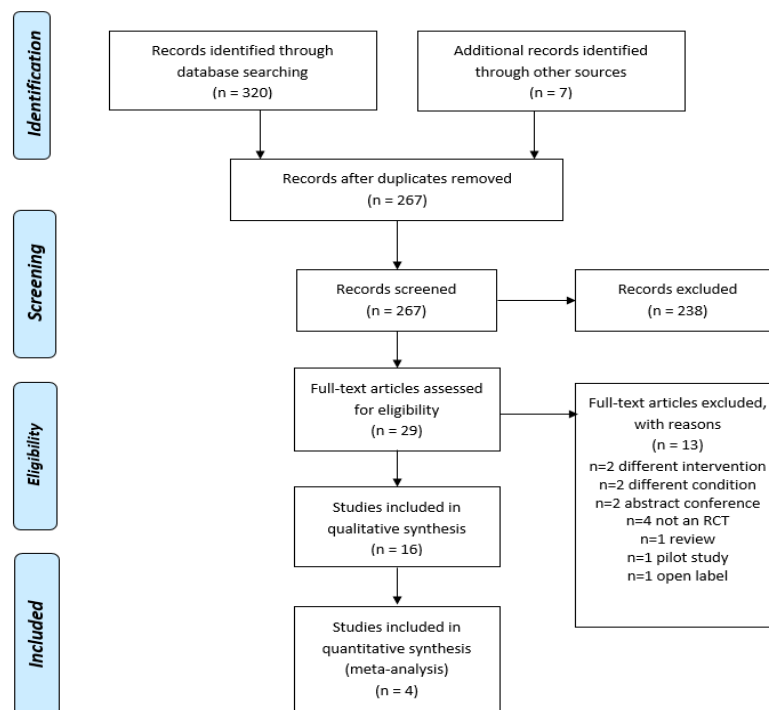 Identification
Records identified through
database searching
(n = 320)
Additional records identified
through other sources
(n = 7)
Records after duplicates removed
(n = 267)
Screening
Records screened
(n = 267)
Records excluded
(n = 238)
Eligibility
Full-text articles assessed
for eligibility
(n = 29)
Full-text articles excluded,
with reasons
(n = 13)
n=2 different intervention
n=2 different condition
n=2 abstract conference
n=4 not an RCT
n=1 review
n=1 pilot study
n=1 open label
Studies included in
qualitative synthesis
(n = 16)
Included
Studies included in
quantitative synthesis
(meta-analysis)
(n = 4)